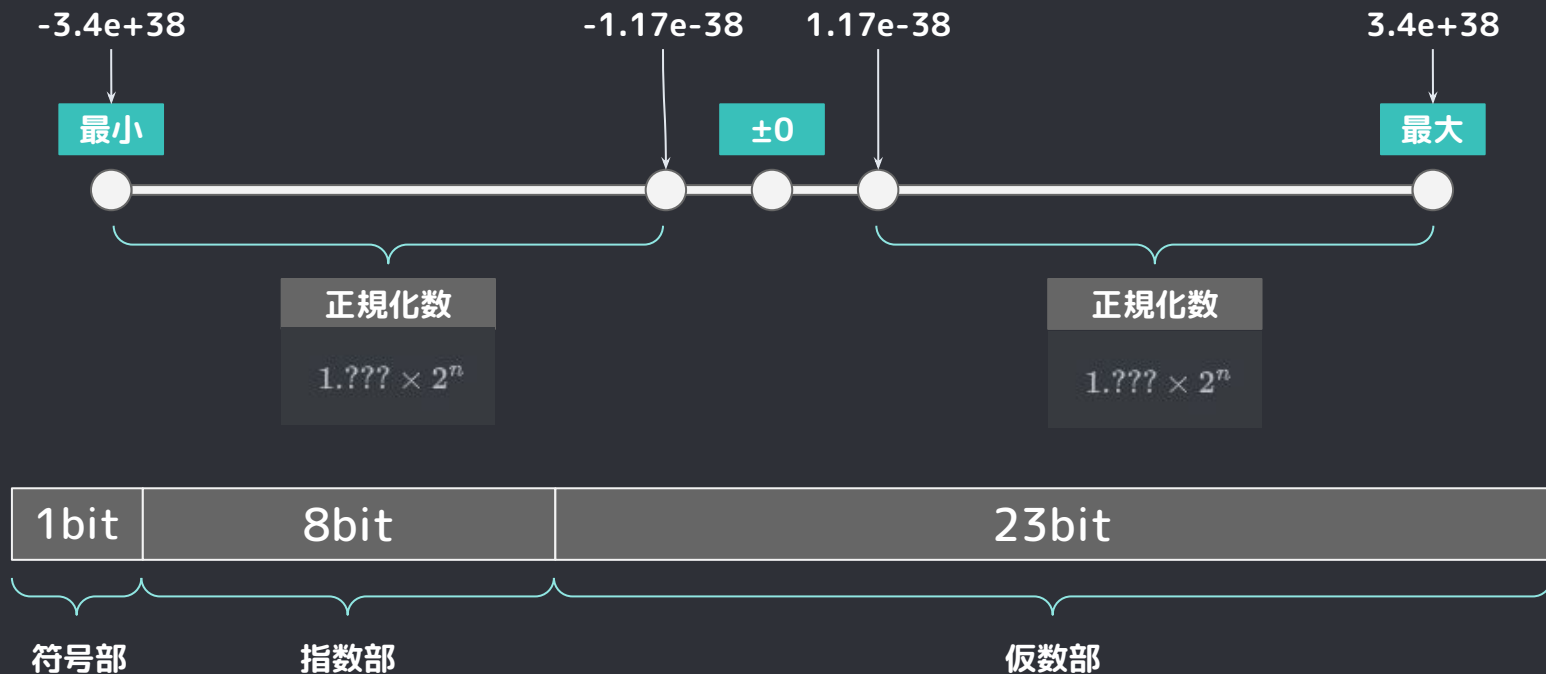 -3.4e+38 -1.17e-38 1.17e-38 3.4e+38
最小 ±0 最大
正規化数 正規化数
1.??? × 2ⁿ 1.??? × 2ⁿ
1bit 8bit 23bit
符号部 指数部 仮数部